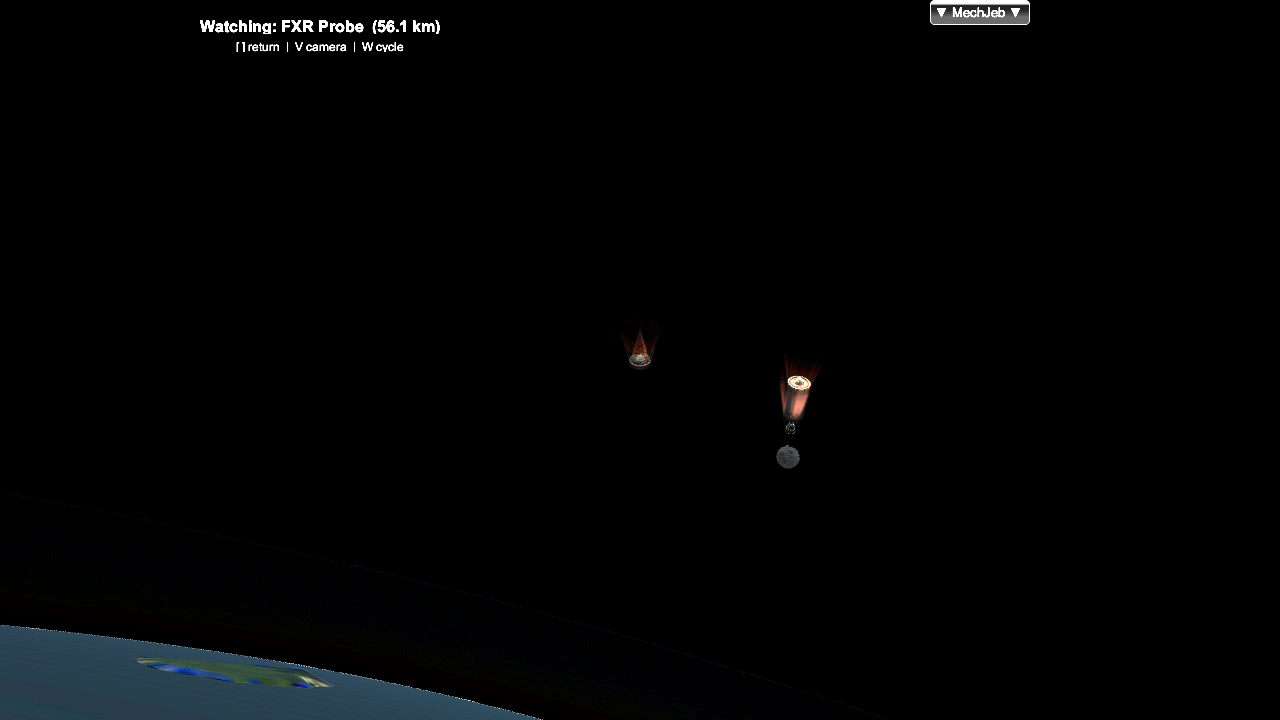 Watching: FXR Probe (56.1 km)
▼ MechJeb ▼
[ ] return | V camera | W cycle